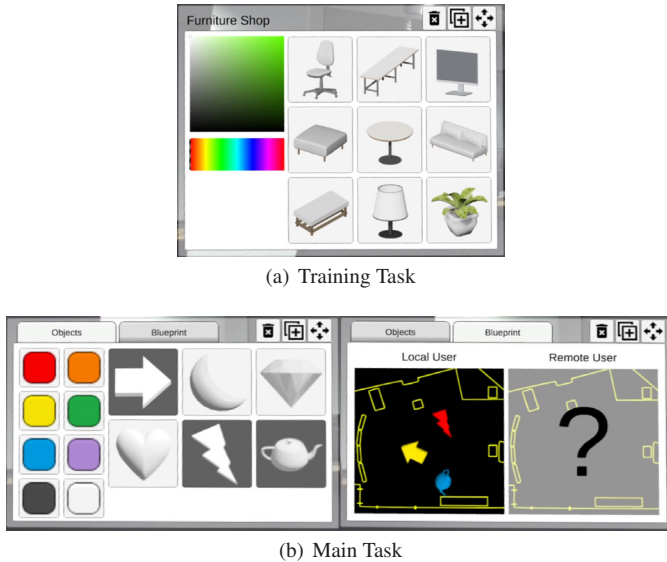 Furniture Shop
(a) Training Task
Objects Blueprint
Objects Blueprint
Local User Remote User
?
(b) Main Task